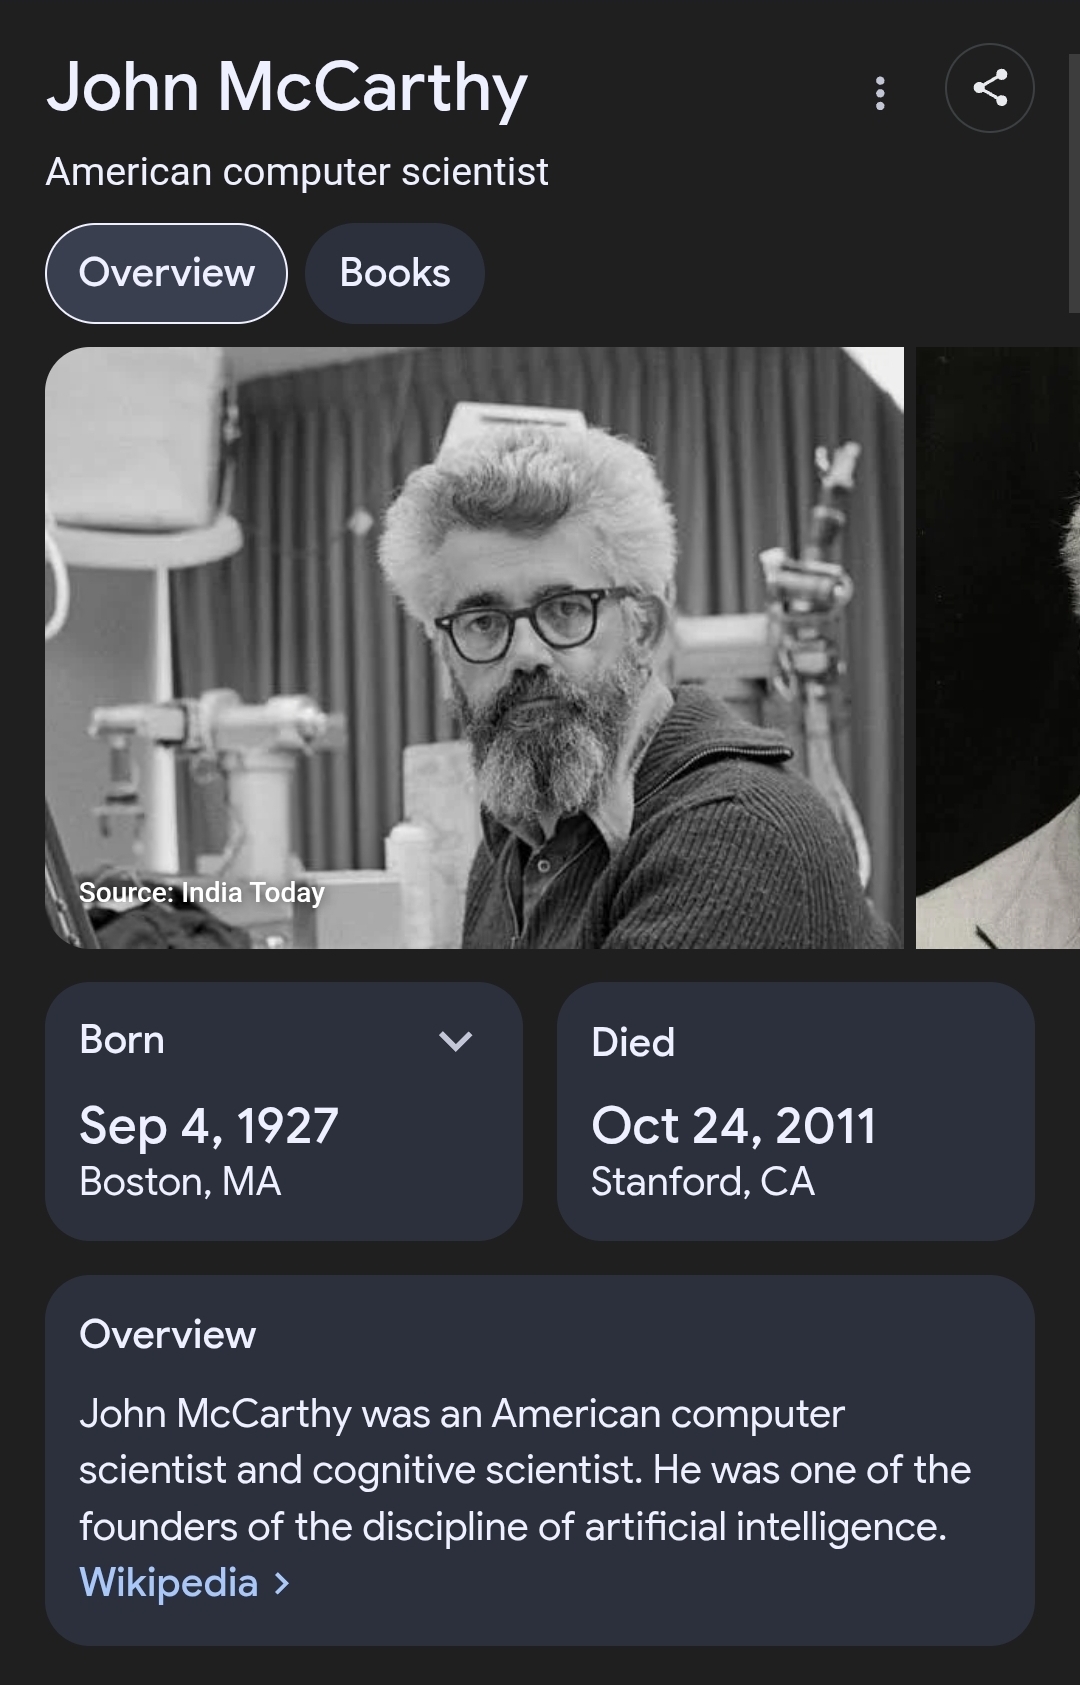 John McCarthy
American computer scientist
Overview
Books
Source: India Today
Born
Sep 4, 1927
Boston, MA
Died
Oct 24, 2011
Stanford, CA
Overview
John McCarthy was an American computer
scientist and cognitive scientist. He was one of the
founders of the discipline of artificial intelligence.
Wikipedia